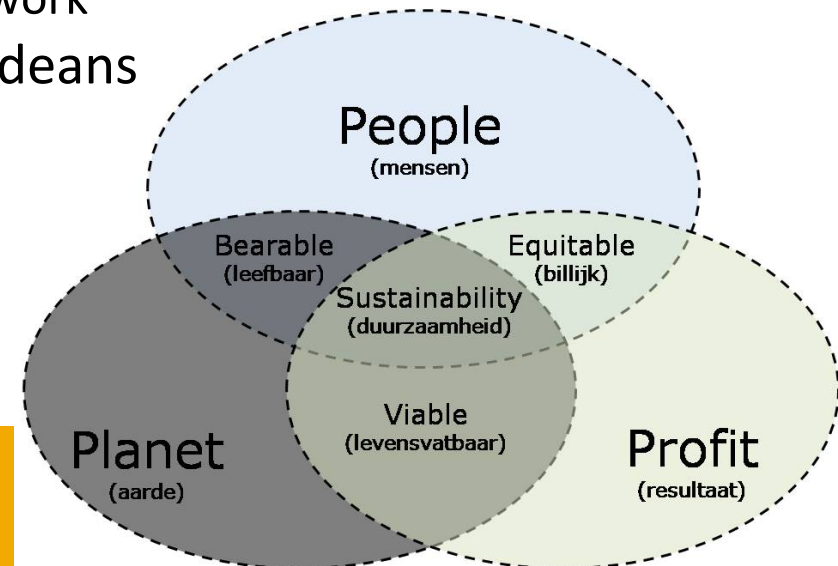 work
deans
People
(mensen)
Bearable
(leefbaar)
Equitable
(billijk)
Sustainability
(duurzaamheid)
Viable
(levensvatbaar)
Planet
(aarde)
Profit
(resultaat)